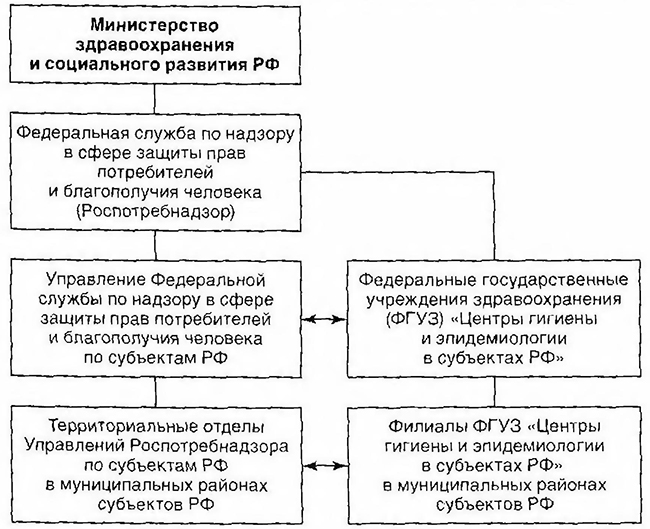 Министерство
здравоохранения
и социального развития РФ
Федеральная служба по надзору
в сфере защиты прав
потребителей
и благополучия человека
(Роспотребнадзор)
Управление Федеральной
службы по надзору в сфере
защиты прав потребителей
и благополучия человека
по субъектам РФ
Федеральные государственные
учреждения здравоохранения
(ФГУЗ) «Центры гигиены
и эпидемиологии
в субъектах РФ»
Территориальные отделы
Управлений Роспотребнадзора
по субъектам РФ
в муниципальных районах
субъектов РФ
Филиалы ФГУЗ «Центры
гигиены и эпидемиологии
в субъектах РФ»
в муниципальных районах
субъектов РФ